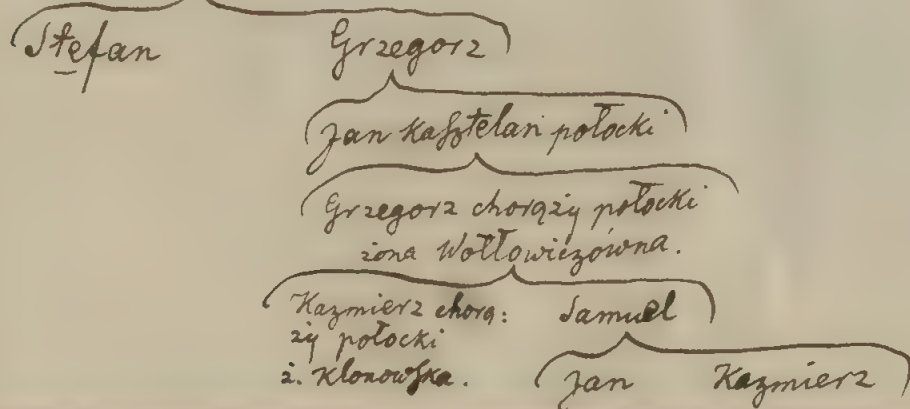 Stefan Grzegorz
Jan Kasztelan połocki
Grzegorz chorąży połocki
żona Wołłowiczówna.
Kazmierz chorą: Samuel
ży połocki
ż. Klonowska. Jan Kazmierz